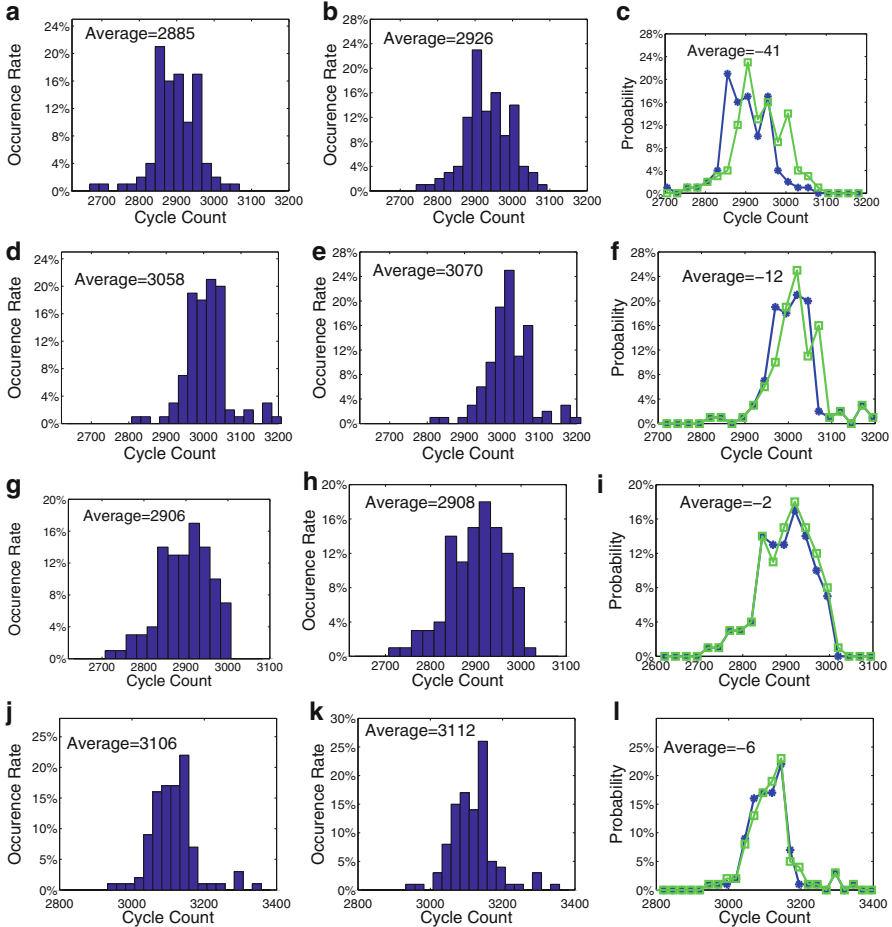 a
24%
20%
16%
12%
8%
4%
0%
Occurence Rate
Average=2885
2700 2800 2900 3000 3100 3200
Cycle Count
b
28%
24%
20%
16%
12%
8%
4%
0%
Occurence Rate
Average=2926
2700 2800 2900 3000 3100 3200
Cycle Count
c
28%
24%
20%
16%
12%
8%
4%
0%
Probability
Average=−41
2700 2800 2900 3000 3100 3200
Cycle Count
d
24%
20%
16%
12%
8%
4%
0%
Occurence Rate
Average=3058
2700 2800 2900 3000 3100 3200
Cycle Count
e
28%
24%
20%
16%
12%
8%
4%
0%
Occurence Rate
Average=3070
2700 2800 2900 3000 3100 3200
Cycle Count
f
28%
24%
20%
16%
12%
8%
4%
0%
Probability
Average=−12
2700 2800 2900 3000 3100 3200
Cycle Count
g
20%
16%
12%
8%
4%
0%
Occurence Rate
Average=2906
2700 2800 2900 3000 3100
Cycle Count
h
20%
16%
12%
8%
4%
0%
Occurence Rate
Average=2908
2700 2800 2900 3000 3100
Cycle Count
i
20%
16%
12%
8%
4%
0%
Probability
Average=−2
2600 2700 2800 2900 3000 3100
Cycle Count
j
25%
20%
15%
10%
5%
0%
Occurence Rate
Average=3106
2800 3000 3200 3400
Cycle Count
k
30%
25%
20%
15%
10%
5%
0%
Occurence Rate
Average=3112
2800 3000 3200 3400
Cycle Count
l
25%
20%
15%
10%
5%
0%
Probability
Average=−6
2800 3000 3200 3400
Cycle Count